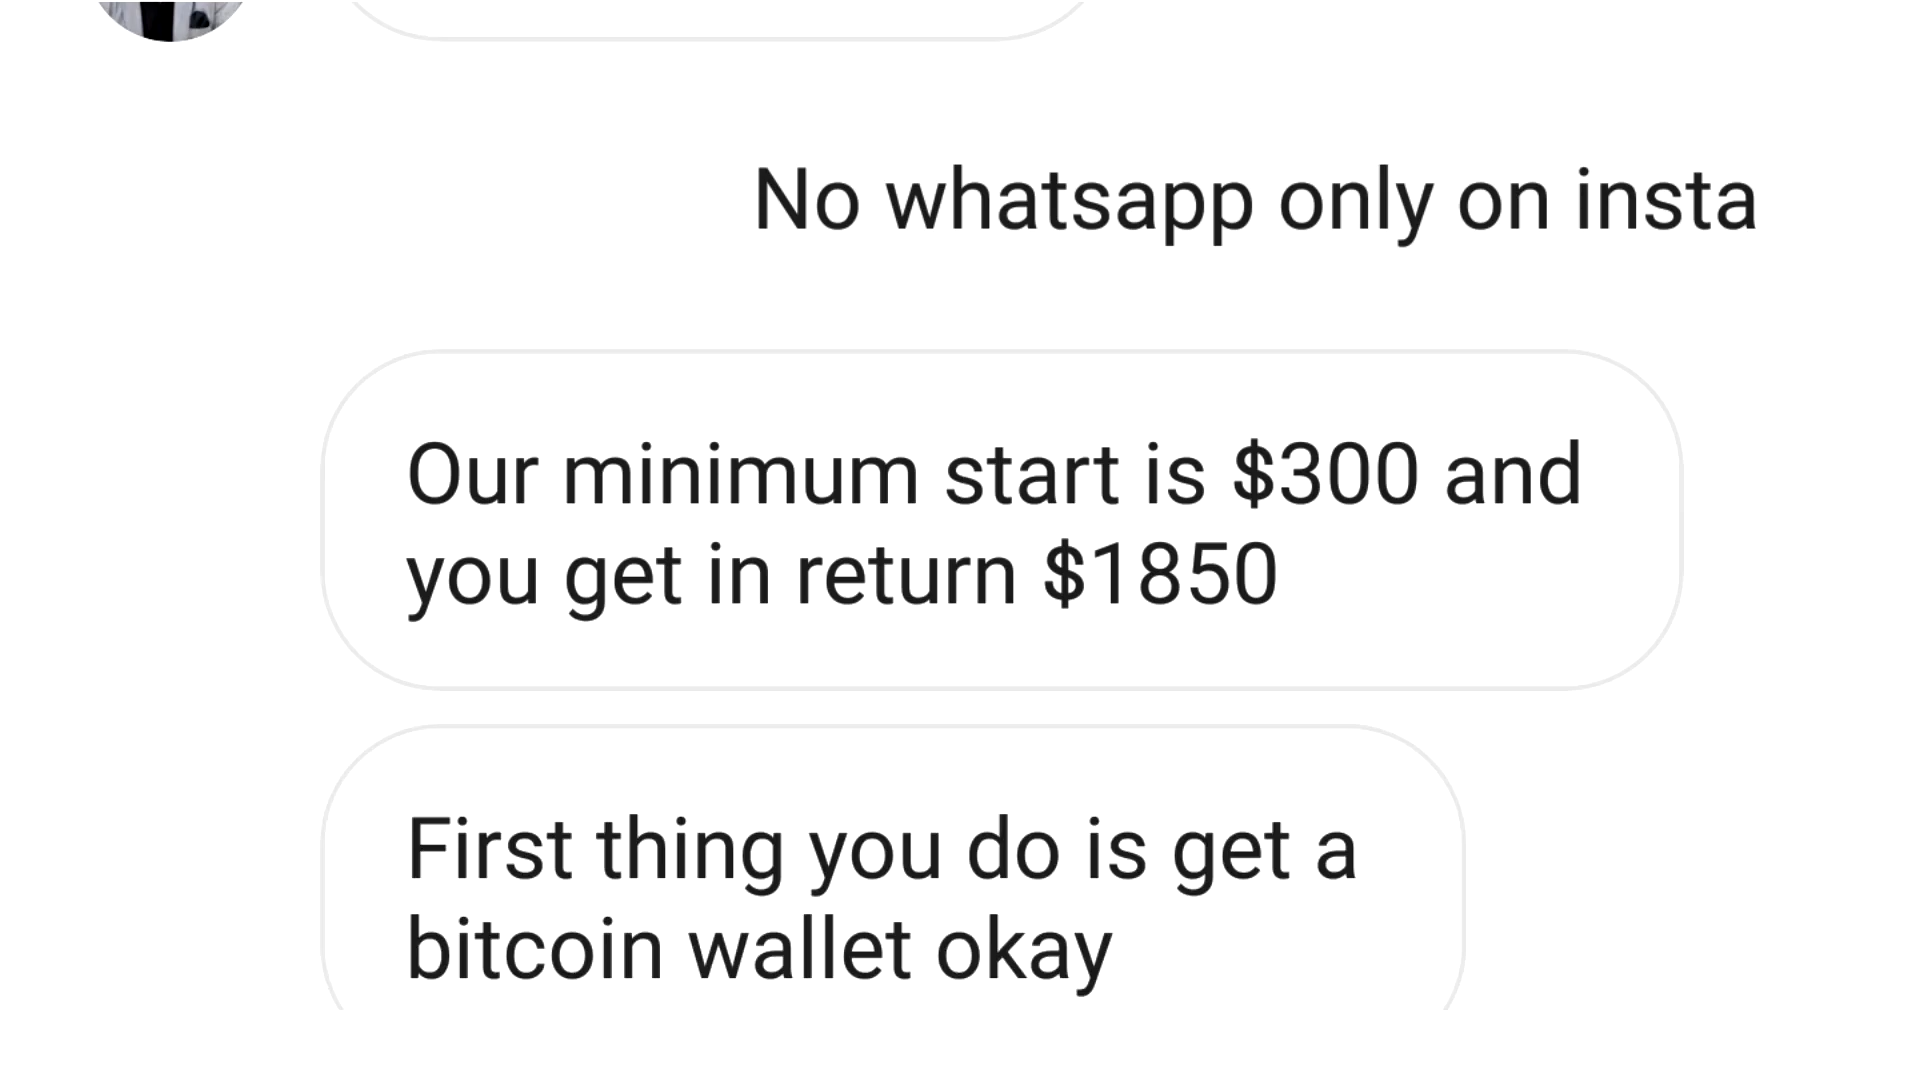 No whatsapp only on insta
Our minimum start is $300 and
you get in return $1850
First thing you do is get a
bitcoin wallet okay